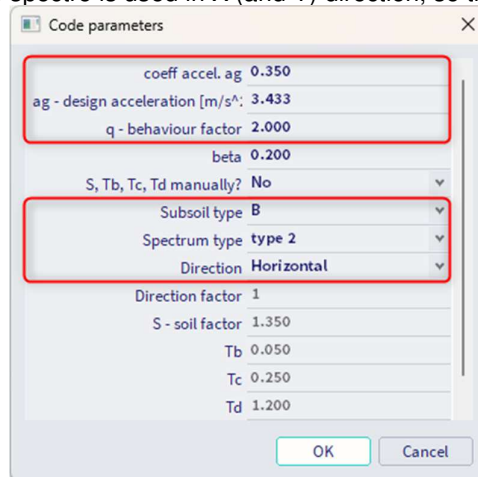 Code parameters
coeff accel. ag 0.350
ag - design acceleration [m/s^: 3.433
q - behaviour factor 2.000
beta 0.200
S, Tb, Tc, Td manually? No
Subsoil type B
Spectrum type type 2
Direction Horizontal
Direction factor 1
S - soil factor 1.350
Tb 0.050
Tc 0.250
Td 1.200
OK Cancel